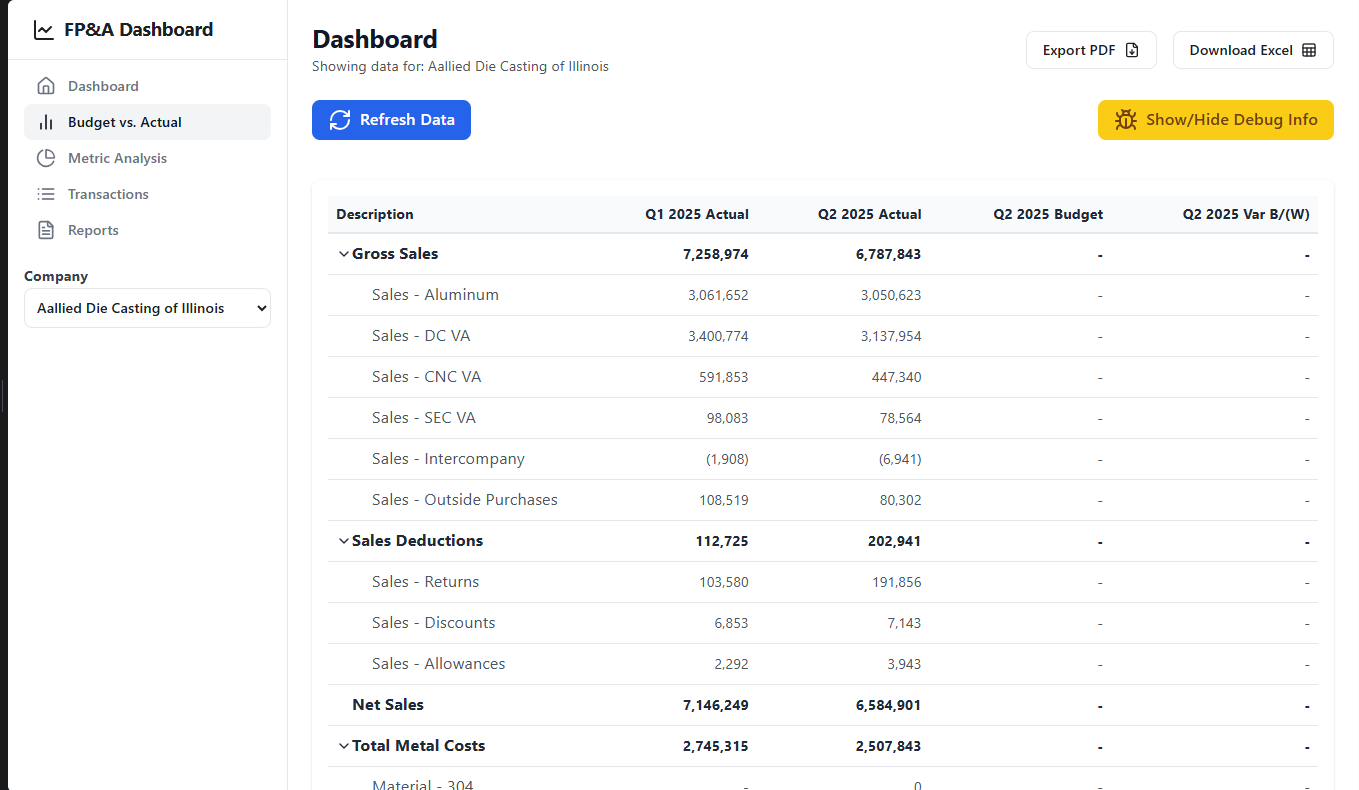 FP&A Dashboard
Dashboard
Budget vs. Actual
Metric Analysis
Transactions
Reports
Company
Aallied Die Casting of Illinois
Dashboard
Showing data for: Aallied Die Casting of Illinois
Export PDF
Download Excel
Refresh Data
Show/Hide Debug Info
Description Q1 2025 Actual Q2 2025 Actual Q2 2025 Budget Q2 2025 Var B/(W)
Gross Sales 7,258,974 6,787,843 - -
Sales - Aluminum 3,061,652 3,050,623 - -
Sales - DC VA 3,400,774 3,137,954 - -
Sales - CNC VA 591,853 447,340 - -
Sales - SEC VA 98,083 78,564 - -
Sales - Intercompany (1,908) (6,941) - -
Sales - Outside Purchases 108,519 80,302 - -
Sales Deductions 112,725 202,941 - -
Sales - Returns 103,580 191,856 - -
Sales - Discounts 6,853 7,143 - -
Sales - Allowances 2,292 3,943 - -
Net Sales 7,146,249 6,584,901 - -
Total Metal Costs 2,745,315 2,507,843 - -
Material - 304 - 0 - -